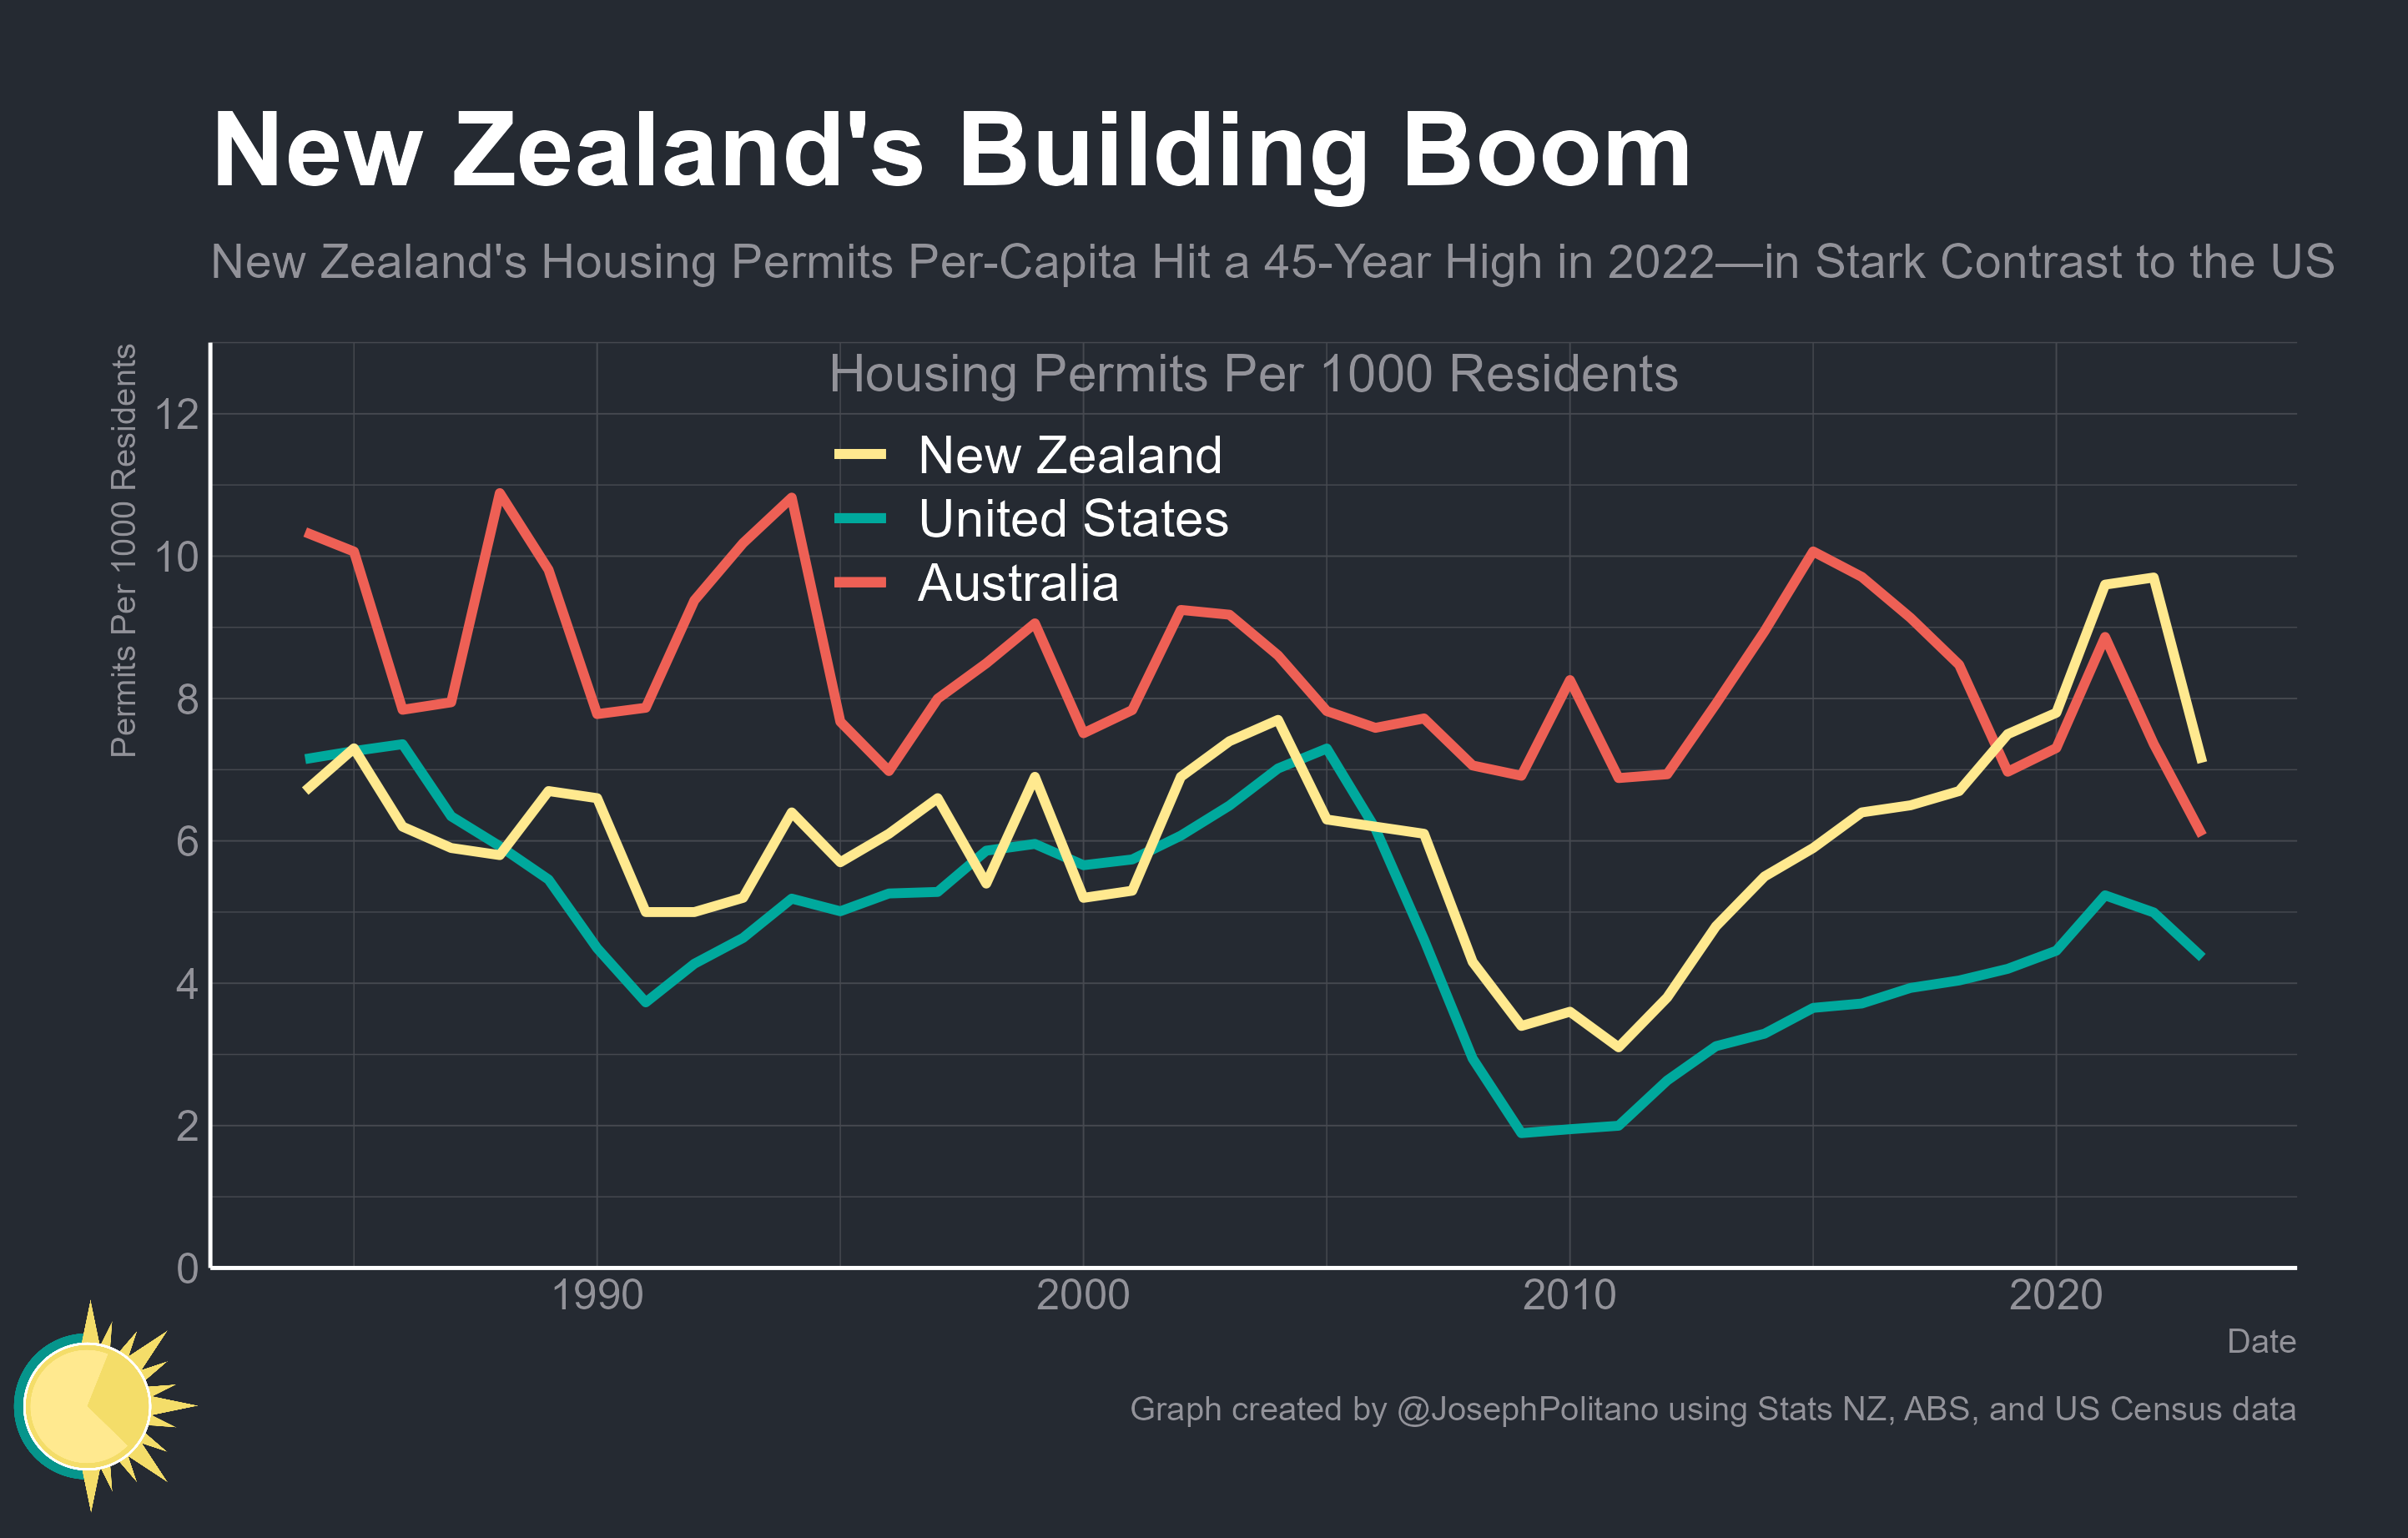 New Zealand's Building Boom
New Zealand's Housing Permits Per-Capita Hit a 45-Year High in 2022—in Stark Contrast to the US
Permits Per 1000 Residents
Housing Permits Per 1000 Residents
New Zealand
United States
Australia
12
10
8
6
4
2
0
1990 2000 2010 2020
Date
Graph created by @JosephPolitano using Stats NZ, ABS, and US Census data